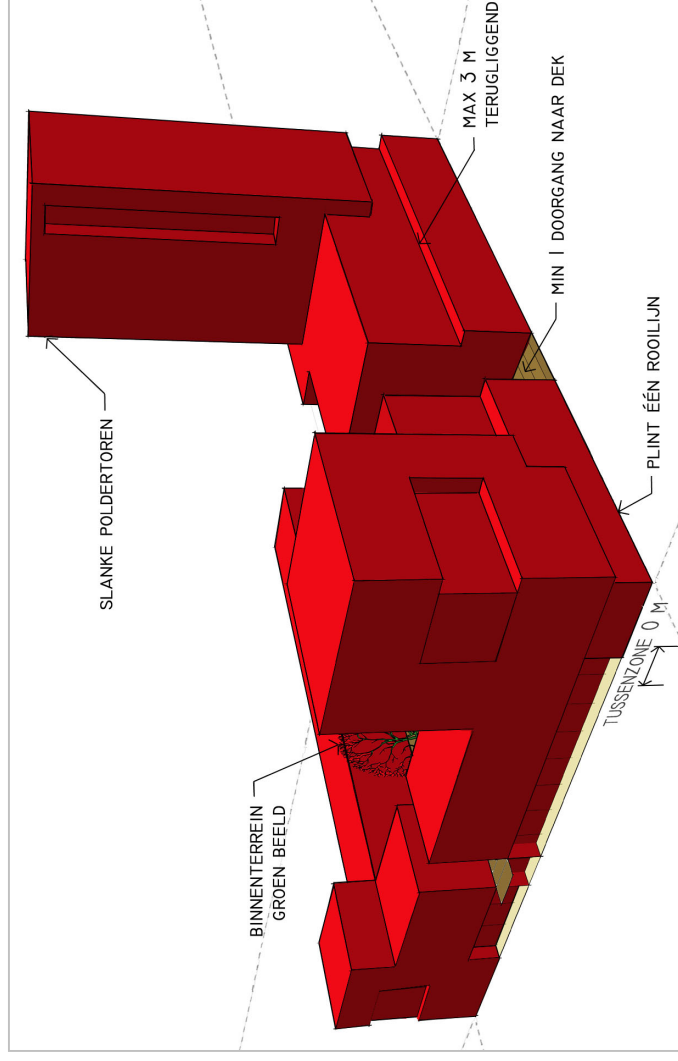 SLANKE POLDERTOREN
BINNENTERREIN
GROEN BEELD
MAX 3 M
TERUGLIGGEND
MIN 1 DOORGANG NAAR DEK
TUSSENZONE 0 M
PLINT ÉÉN ROOILIJN